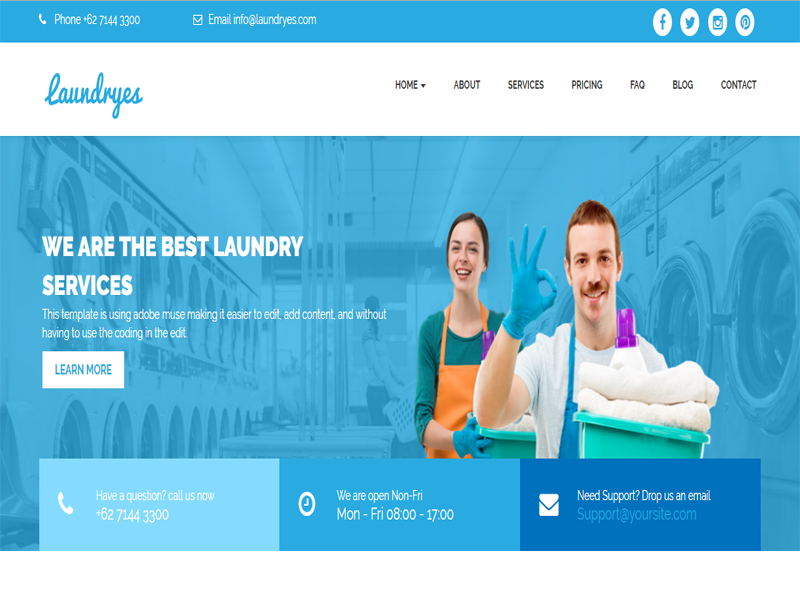 Phone +62 7144 3300
Email info@laundryes.com
Laundryes
HOME
ABOUT
SERVICES
PRICING
FAQ
BLOG
CONTACT
WE ARE THE BEST LAUNDRY
SERVICES
This template is using adobe muse making it easier to edit, add content, and without
having to use the coding in the edit.
LEARN MORE
Have a question? call us now
+62 7144 3300
We are open Non-Fri
Mon - Fri 08:00 - 17:00
Need Support? Drop us an email
Support@yoursite.com